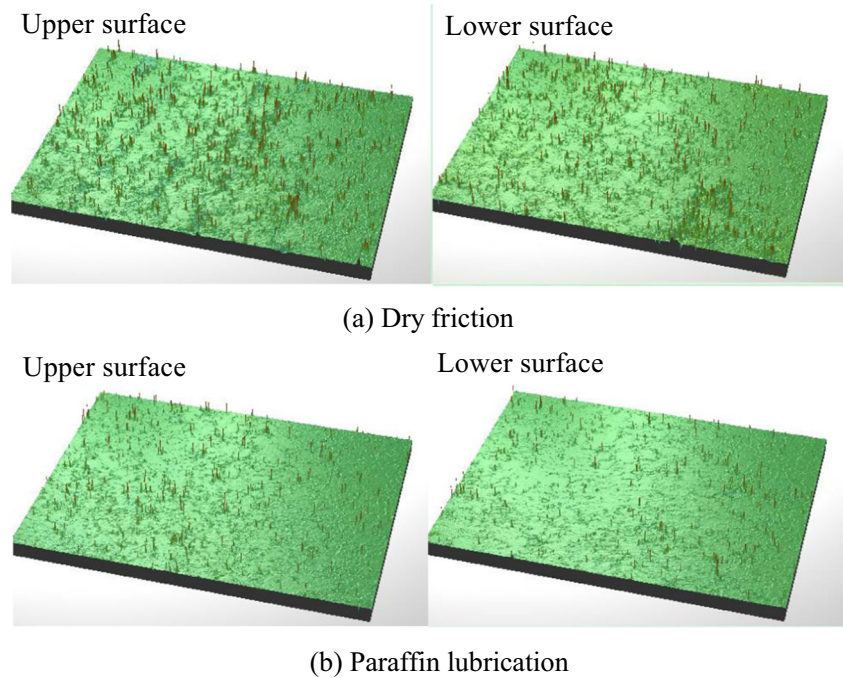 Upper surface
Lower surface
(a) Dry friction
Upper surface
Lower surface
(b) Paraffin lubrication